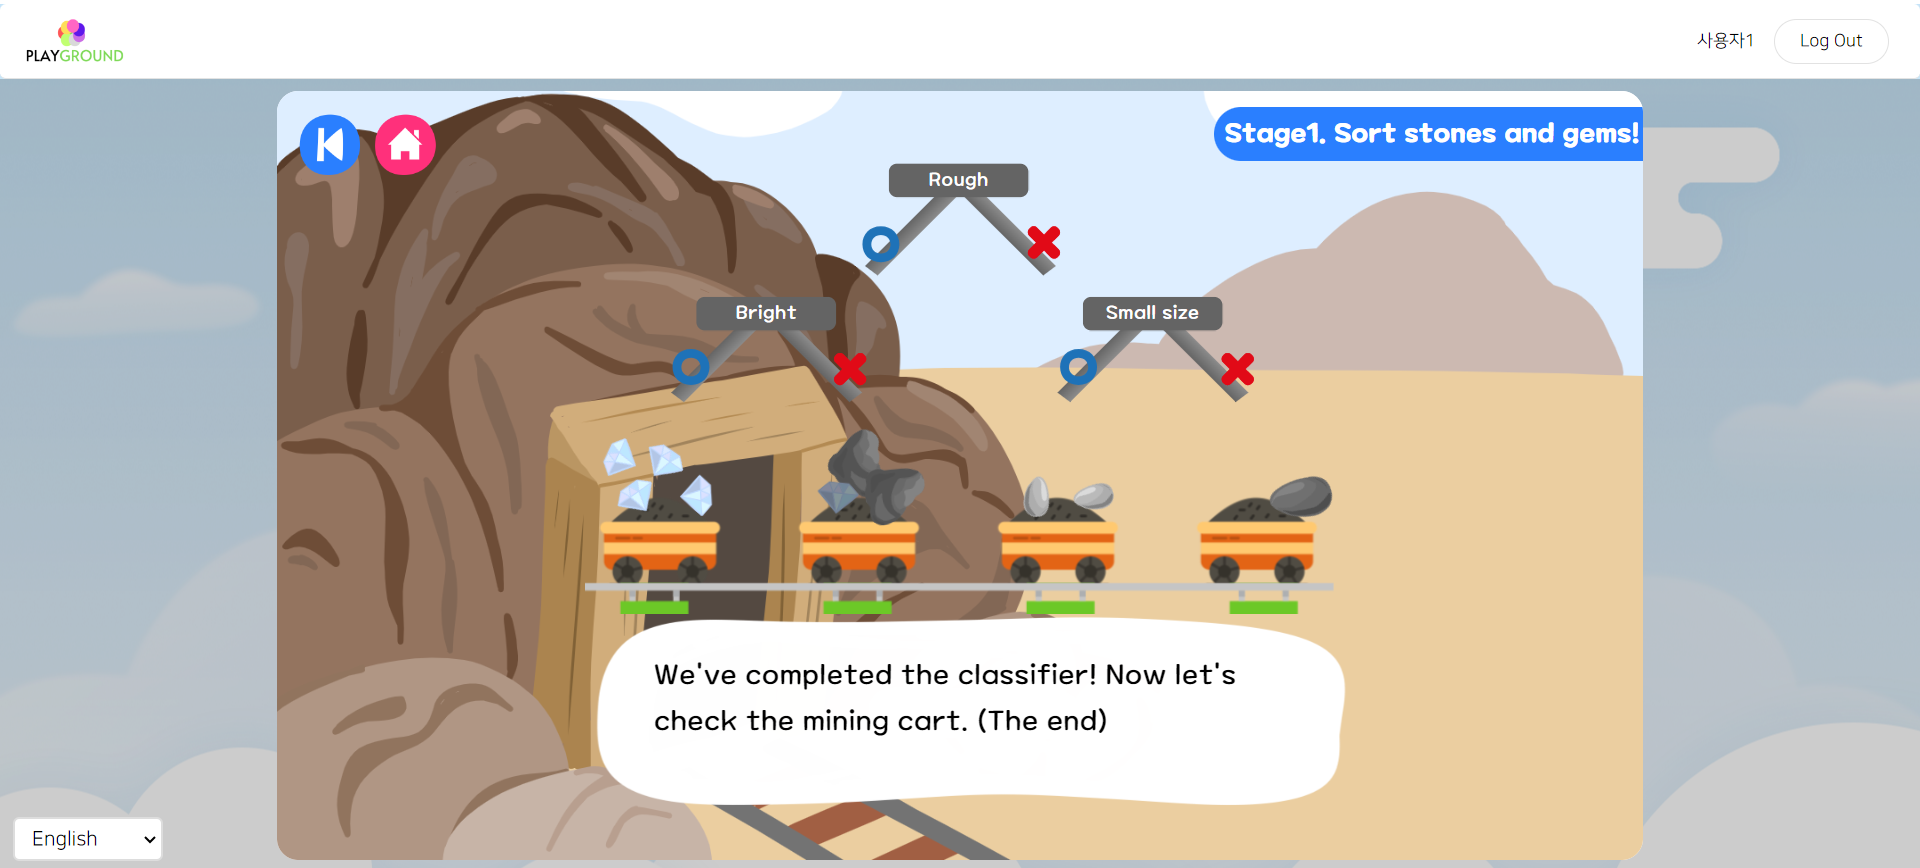 PLAYGROUND
사용자1
Log Out
Stage1. Sort stones and gems!
Rough
Bright
Small size
We've completed the classifier! Now let's
check the mining cart. (The end)
English